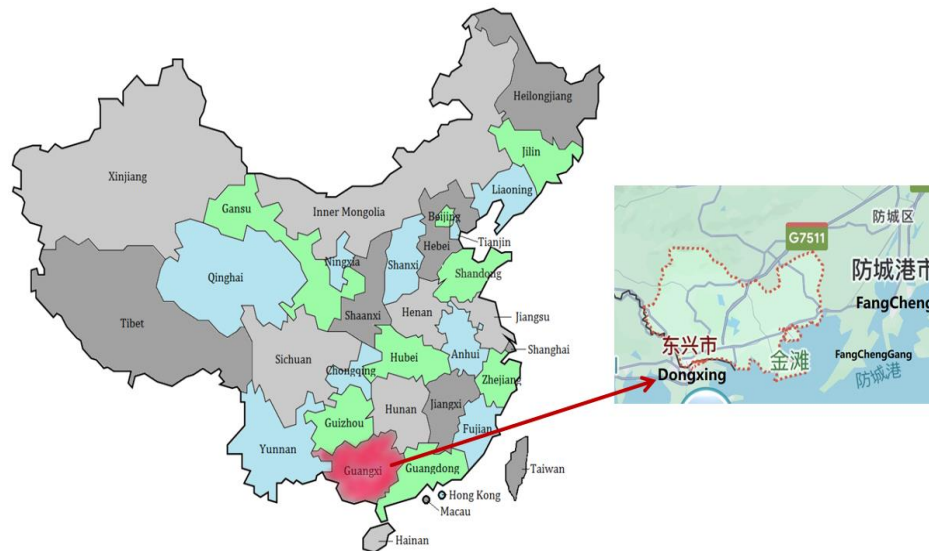 Heilongjiang
Jilin
Xinjiang
Liaoning
Gansu
Inner Mongolia
Beijing
Tianjin
Hebei
Ningxia
Shanxi
Qinghai
Shandong
Tibet
Shaanxi
Henan
Jiangsu
Sichuan
Shanghai
Hubei
Anhui
Chongqing
Zhejiang
Hunan
Jiangxi
Guizhou
Fujian
Yunnan
Guangxi
Guangdong
Taiwan
Hong Kong
Macau
Hainan
防城区
G7511
防城港市
FangCheng
东兴市
金滩
FangChengGang
防城港
Dongxing